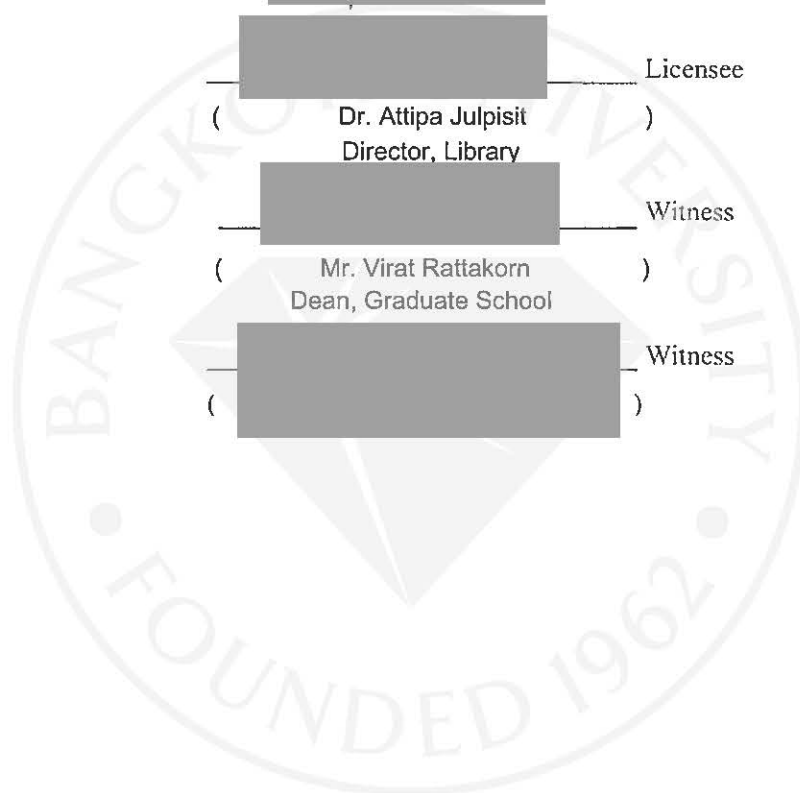 Licensee
( Dr. Attipa Julpisit )
Director, Library
Witness
( Mr. Virat Rattakorn )
Dean, Graduate School
Witness
( )
BANGKOK UNIVERSITY
FOUNDED 1962